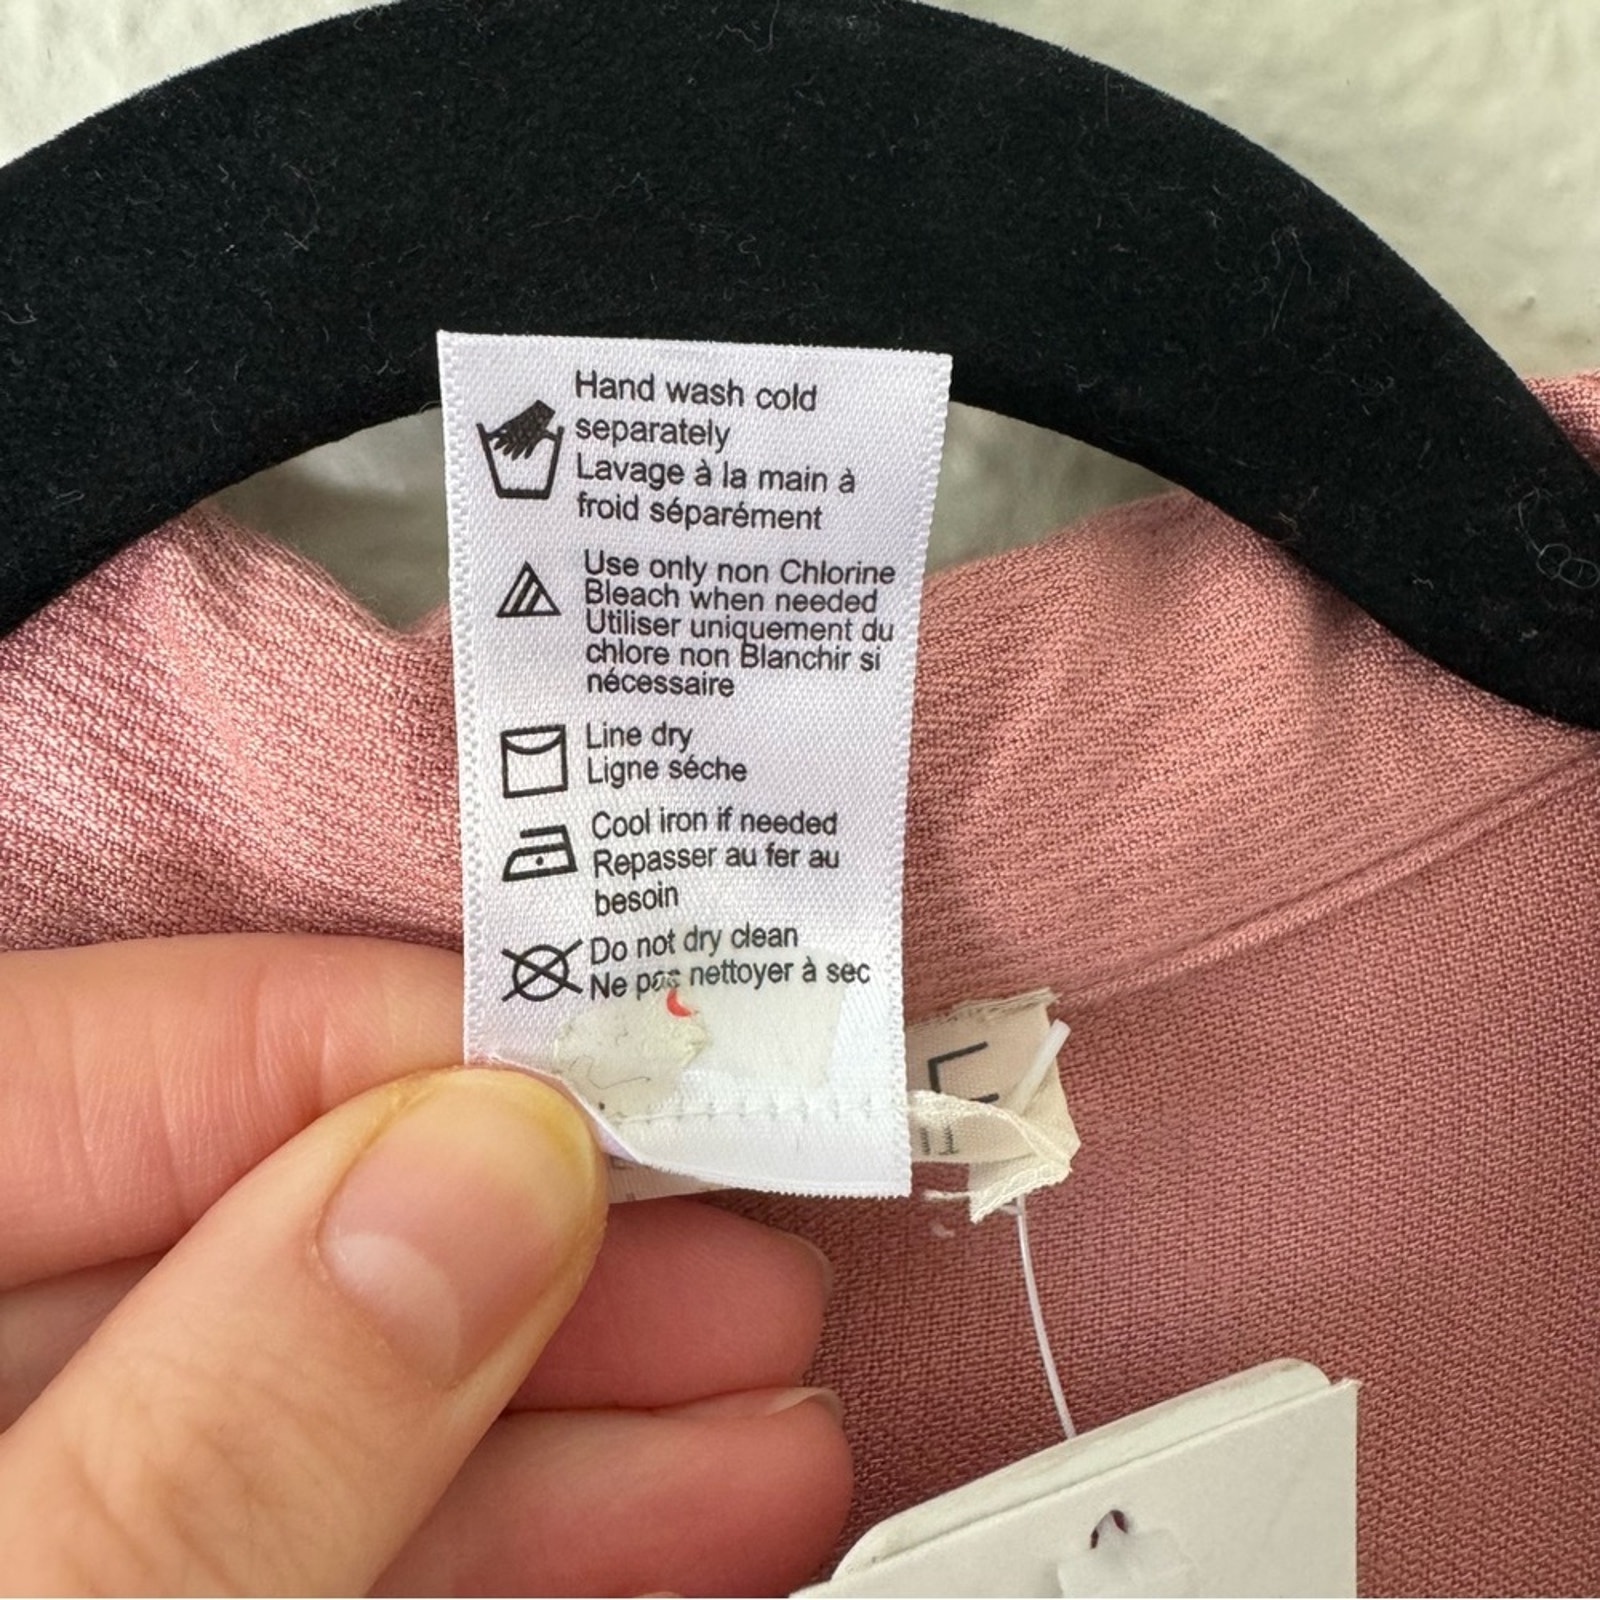 Hand wash cold
separately
Lavage à la main à
froid séparément
Use only non Chlorine
Bleach when needed
Utiliser uniquement du
chlore non Blanchir si
nécessaire
Line dry
Ligne séche
Cool iron if needed
Repasser au fer au
besoin
Do not dry clean
Ne pas nettoyer à sec